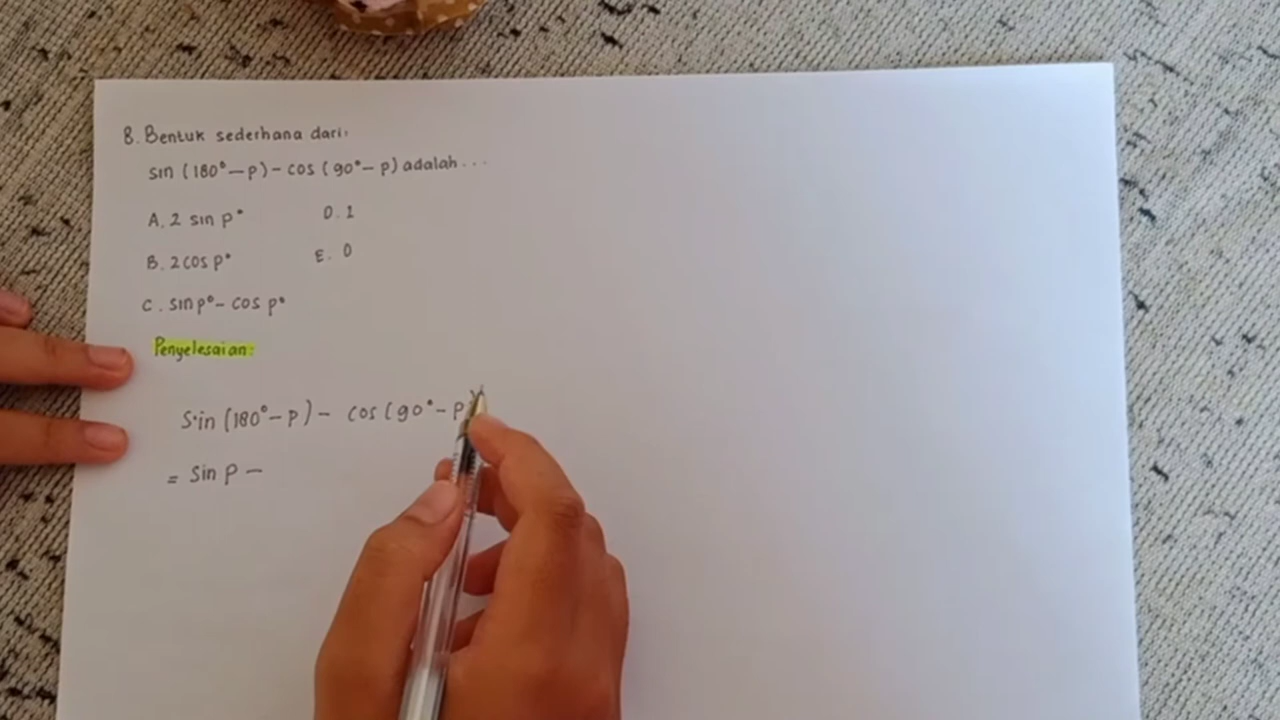 8. Bentuk sederhana dari:
sin (180°-p) - cos (90°-p) adalah ...
A. 2 sin p°
D. 1
B. 2 cos p°
E. 0
C. sin p° - cos p°
Penyelesaian:
Sin (180°-p) - cos (90°-p)
= Sin p -